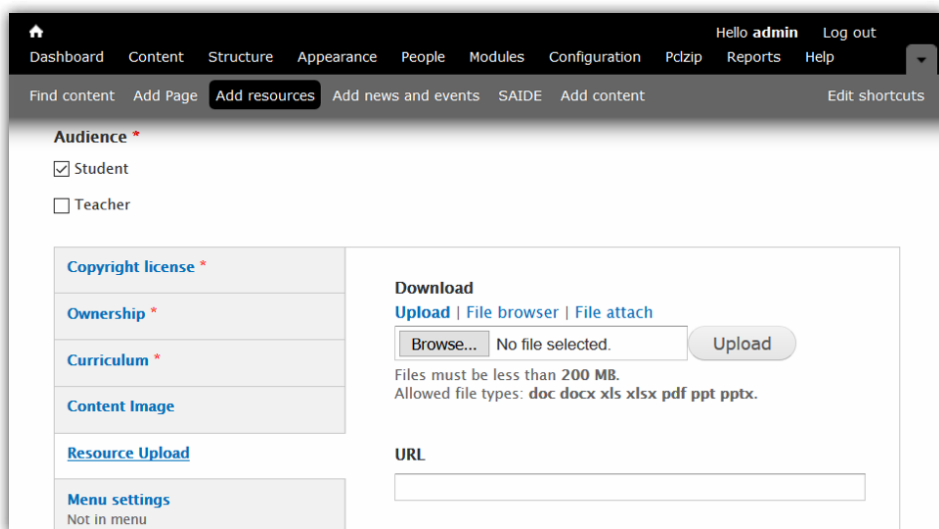 Hello admin Log out
Dashboard Content Structure Appearance People Modules Configuration Pclzip Reports Help
Find content Add Page Add resources Add news and events SAIDE Add content Edit shortcuts
Audience *
Student
Teacher
Copyright license *
Ownership *
Curriculum *
Content Image
Resource Upload
Menu settings
Not in menu
Download
Upload | File browser | File attach
Browse... No file selected. Upload
Files must be less than 200 MB.
Allowed file types: doc docx xls xlsx pdf ppt pptx.
URL